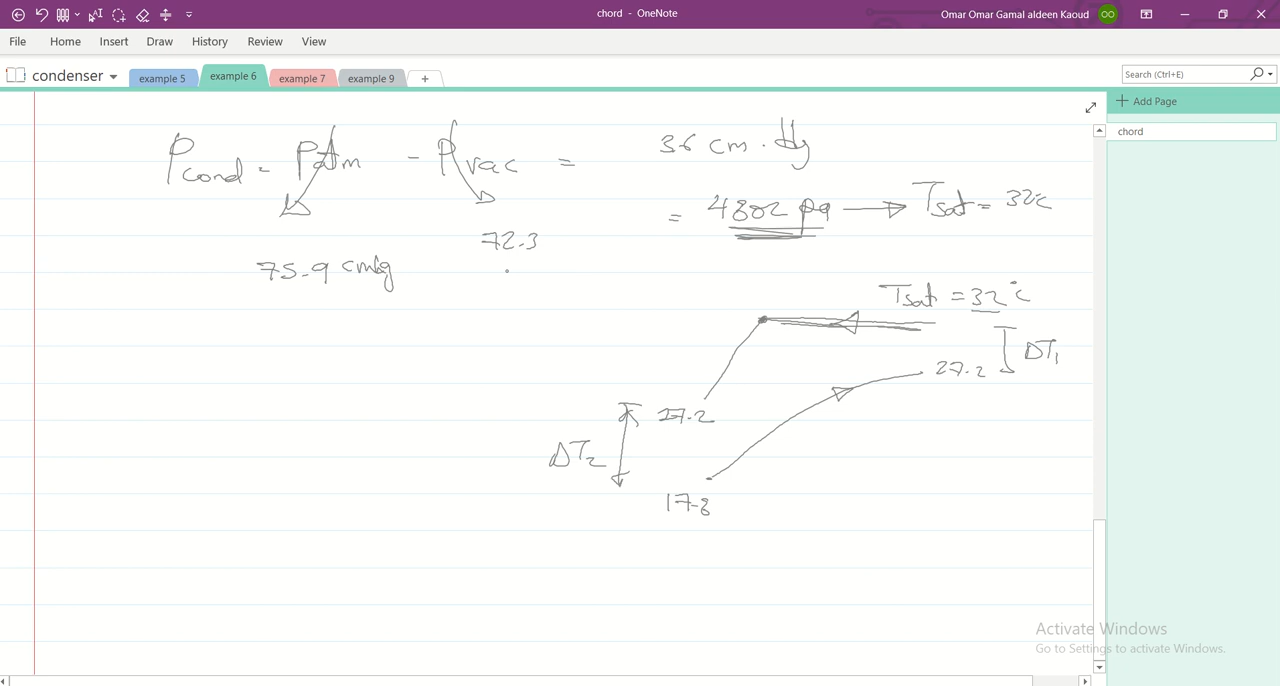 chord - OneNote
Omar Omar Gamal aldeen Kaoud OO
File Home Insert Draw History Review View
condenser example 5 example 6 example 7 example 9 +
Search (Ctrl+E)
Add Page
chord
Pcond = Patm - Pvac = 3.6 cm.Hg
= 4802 pa → Tsat = 32°c
72.3
75.9 cmHg
Tsat = 32°c
ΔT1
27.2
27.2
ΔT2
17.8
Activate Windows
Go to Settings to activate Windows.